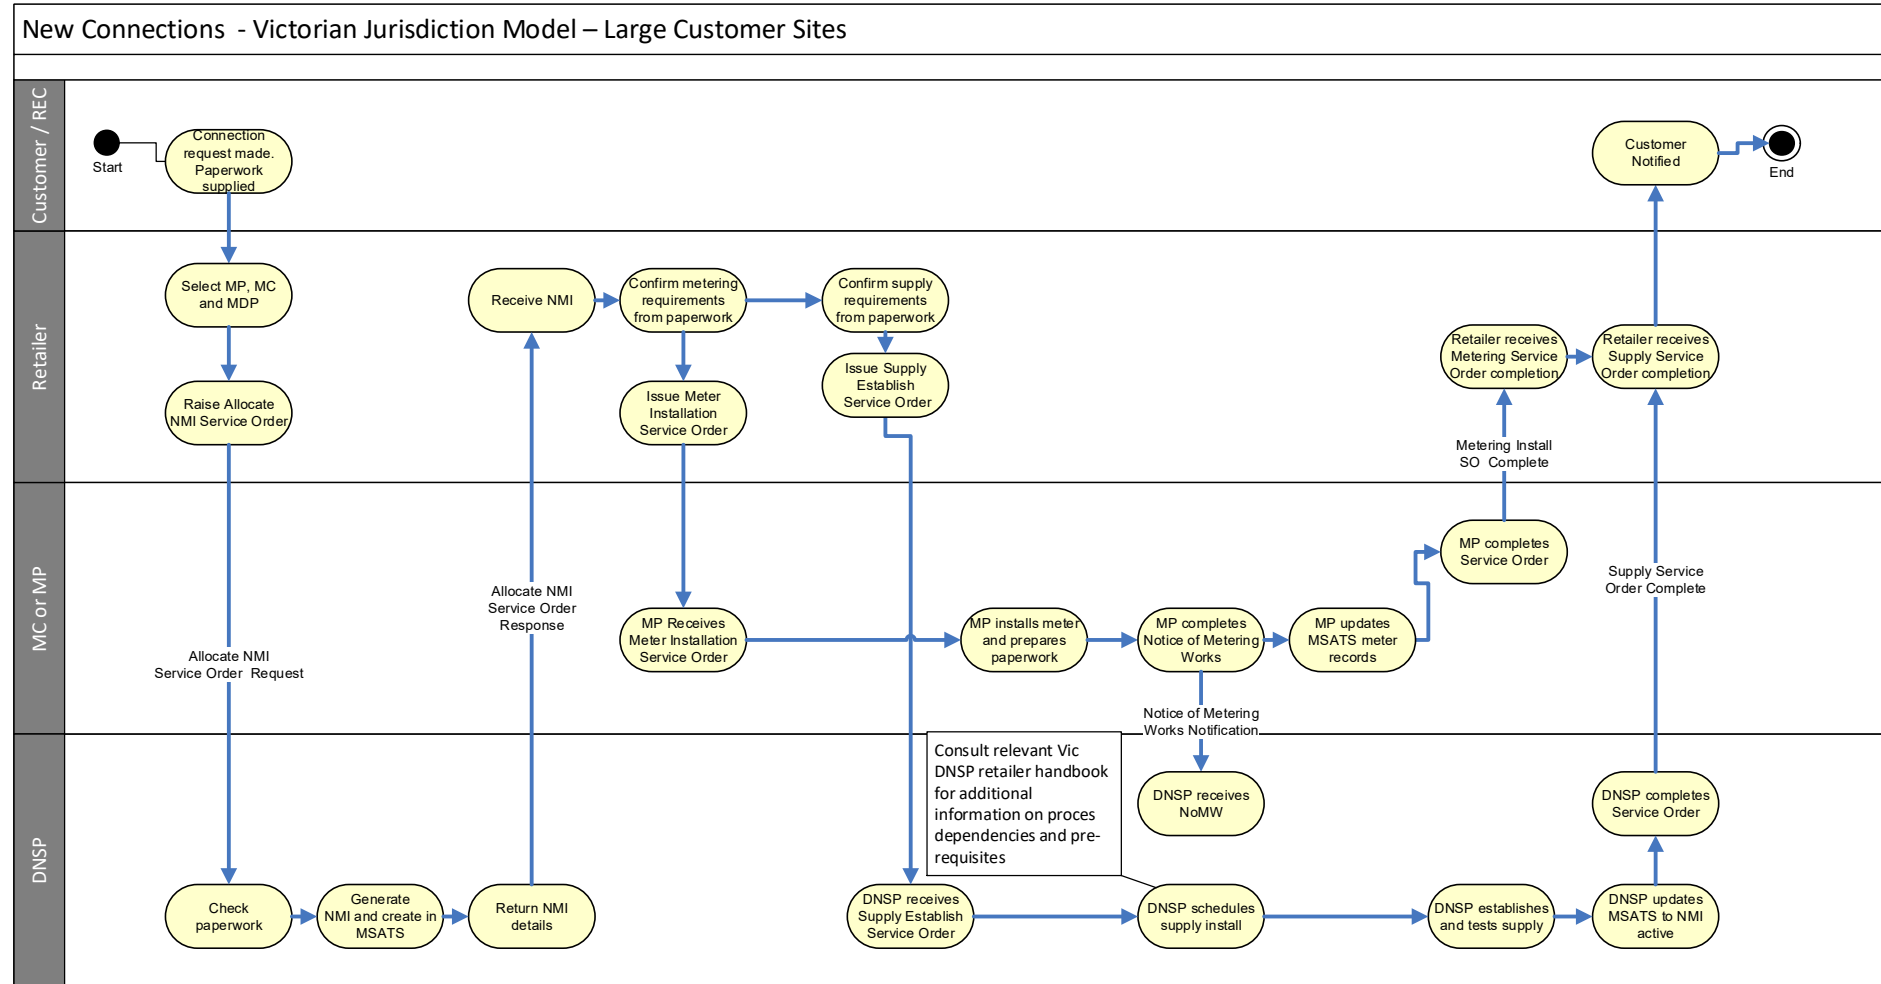 New Connections  - Victorian Jurisdiction Model – Large Customer Sites
Customer / REC
Start
Connection
request made.
Paperwork
supplied
Customer
Notified
End
Retailer
Select MP, MC
and MDP
Raise Allocate
NMI Service Order
Receive NMI
Confirm metering
requirements
from paperwork
Issue Meter
Installation
Service Order
Confirm supply
requirements
from paperwork
Issue Supply
Establish
Service Order
Retailer receives
Metering Service
Order completion
Retailer receives
Supply Service
Order completion
Metering Install
SO  Complete
MC or MP
Allocate NMI
Service Order  Request
Allocate NMI
Service Order
Response
MP Receives
Meter Installation
Service Order
MP installs meter
and prepares
paperwork
MP completes
Notice of Metering
Works
MP updates
MSATS meter
records
MP completes
Service Order
Supply Service
Order Complete
Notice of Metering
Works Notification
DNSP
Consult relevant Vic
DNSP retailer handbook
for additional
information on proces
dependencies and pre-
requisites
DNSP receives
NoMW
DNSP completes
Service Order
Check
paperwork
Generate
NMI and create in
MSATS
Return NMI
details
DNSP receives
Supply Establish
Service Order
DNSP schedules
supply install
DNSP establishes
and tests supply
DNSP updates
MSATS to NMI
active